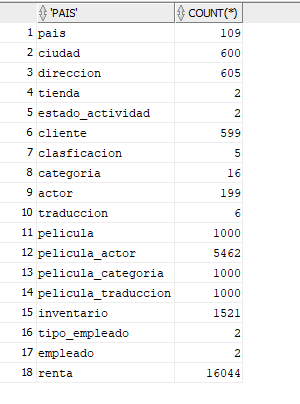 'PAIS' COUNT(*)
1 pais 109
2 ciudad 600
3 direccion 605
4 tienda 2
5 estado_actividad 2
6 cliente 599
7 clasficacion 5
8 categoria 16
9 actor 199
10 traduccion 6
11 pelicula 1000
12 pelicula_actor 5462
13 pelicula_categoria 1000
14 pelicula_traduccion 1000
15 inventario 1521
16 tipo_empleado 2
17 empleado 2
18 renta 16044